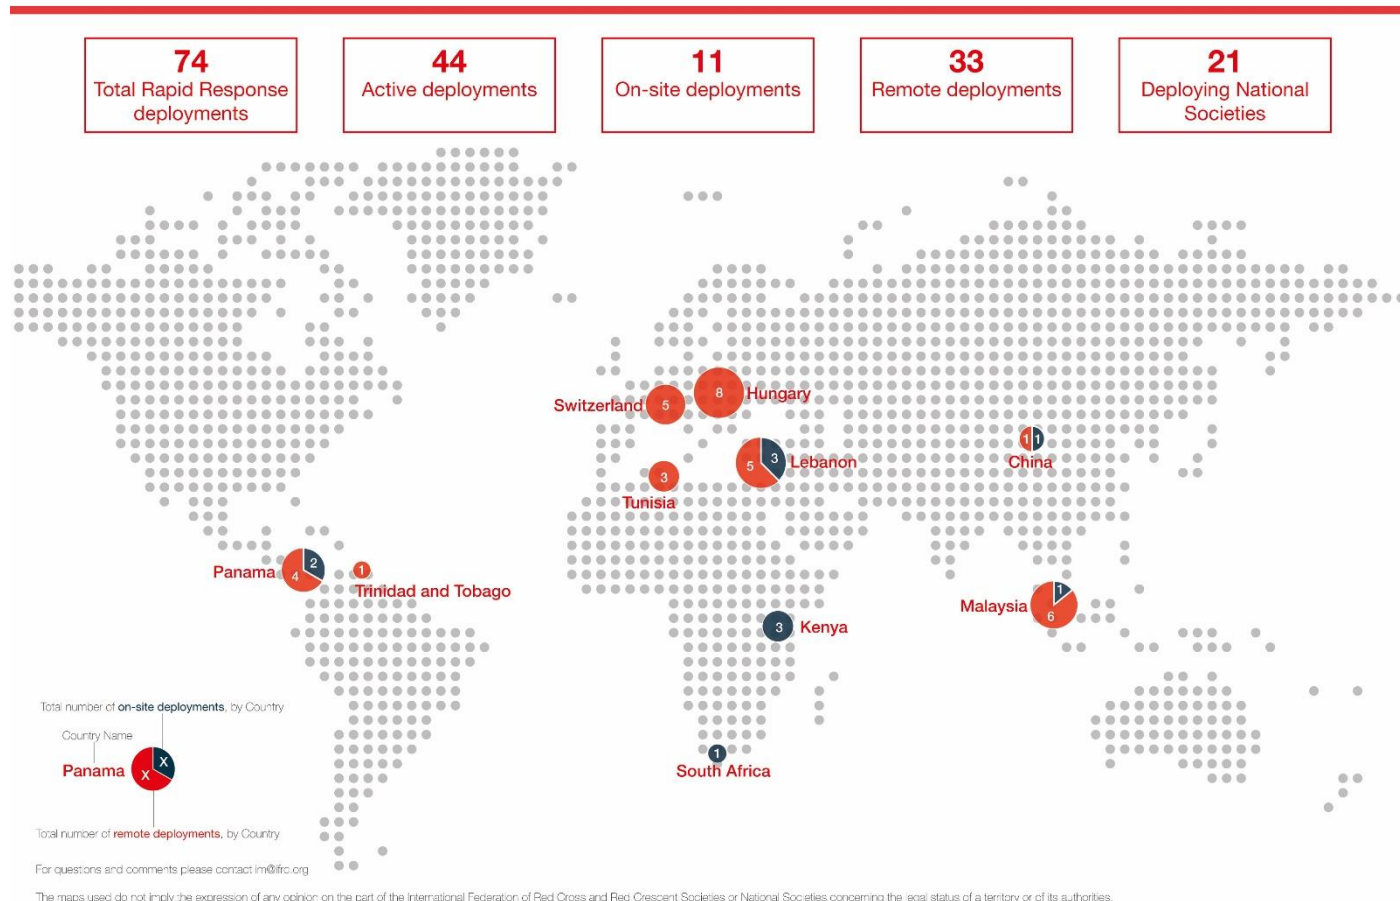 74
Total Rapid Response
deployments
44
Active deployments
11
On-site deployments
33
Remote deployments
21
Deploying National
Societies
Switzerland
5
8
Hungary
3
5
Lebanon
1
1
China
3
Tunisia
Panama
2
4
1
Trinidad and Tobago
3
Kenya
Malaysia
1
6
1
South Africa
Total number of on-site deployments, by Country
Country Name
Panama
X
X
Total number of remote deployments, by Country
For questions and comments please contact im@ifrc.org
The maps used do not imply the expression of any opinion on the part of the International Federation of Red Cross and Red Crescent Societies or National Societies concerning the legal status of a territory or of its authorities.